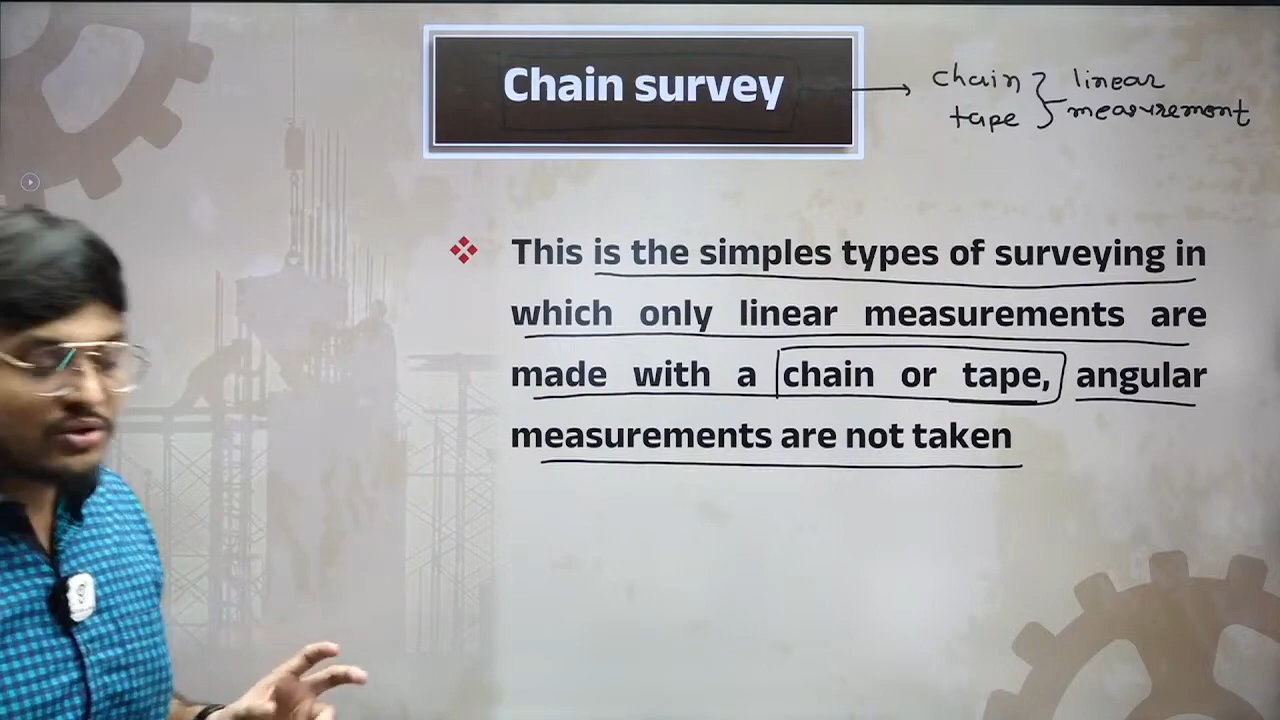 Chain survey
chain
tape
linear
measurement
This is the simples types of surveying in
which only linear measurements are
made with a chain or tape, angular
measurements are not taken